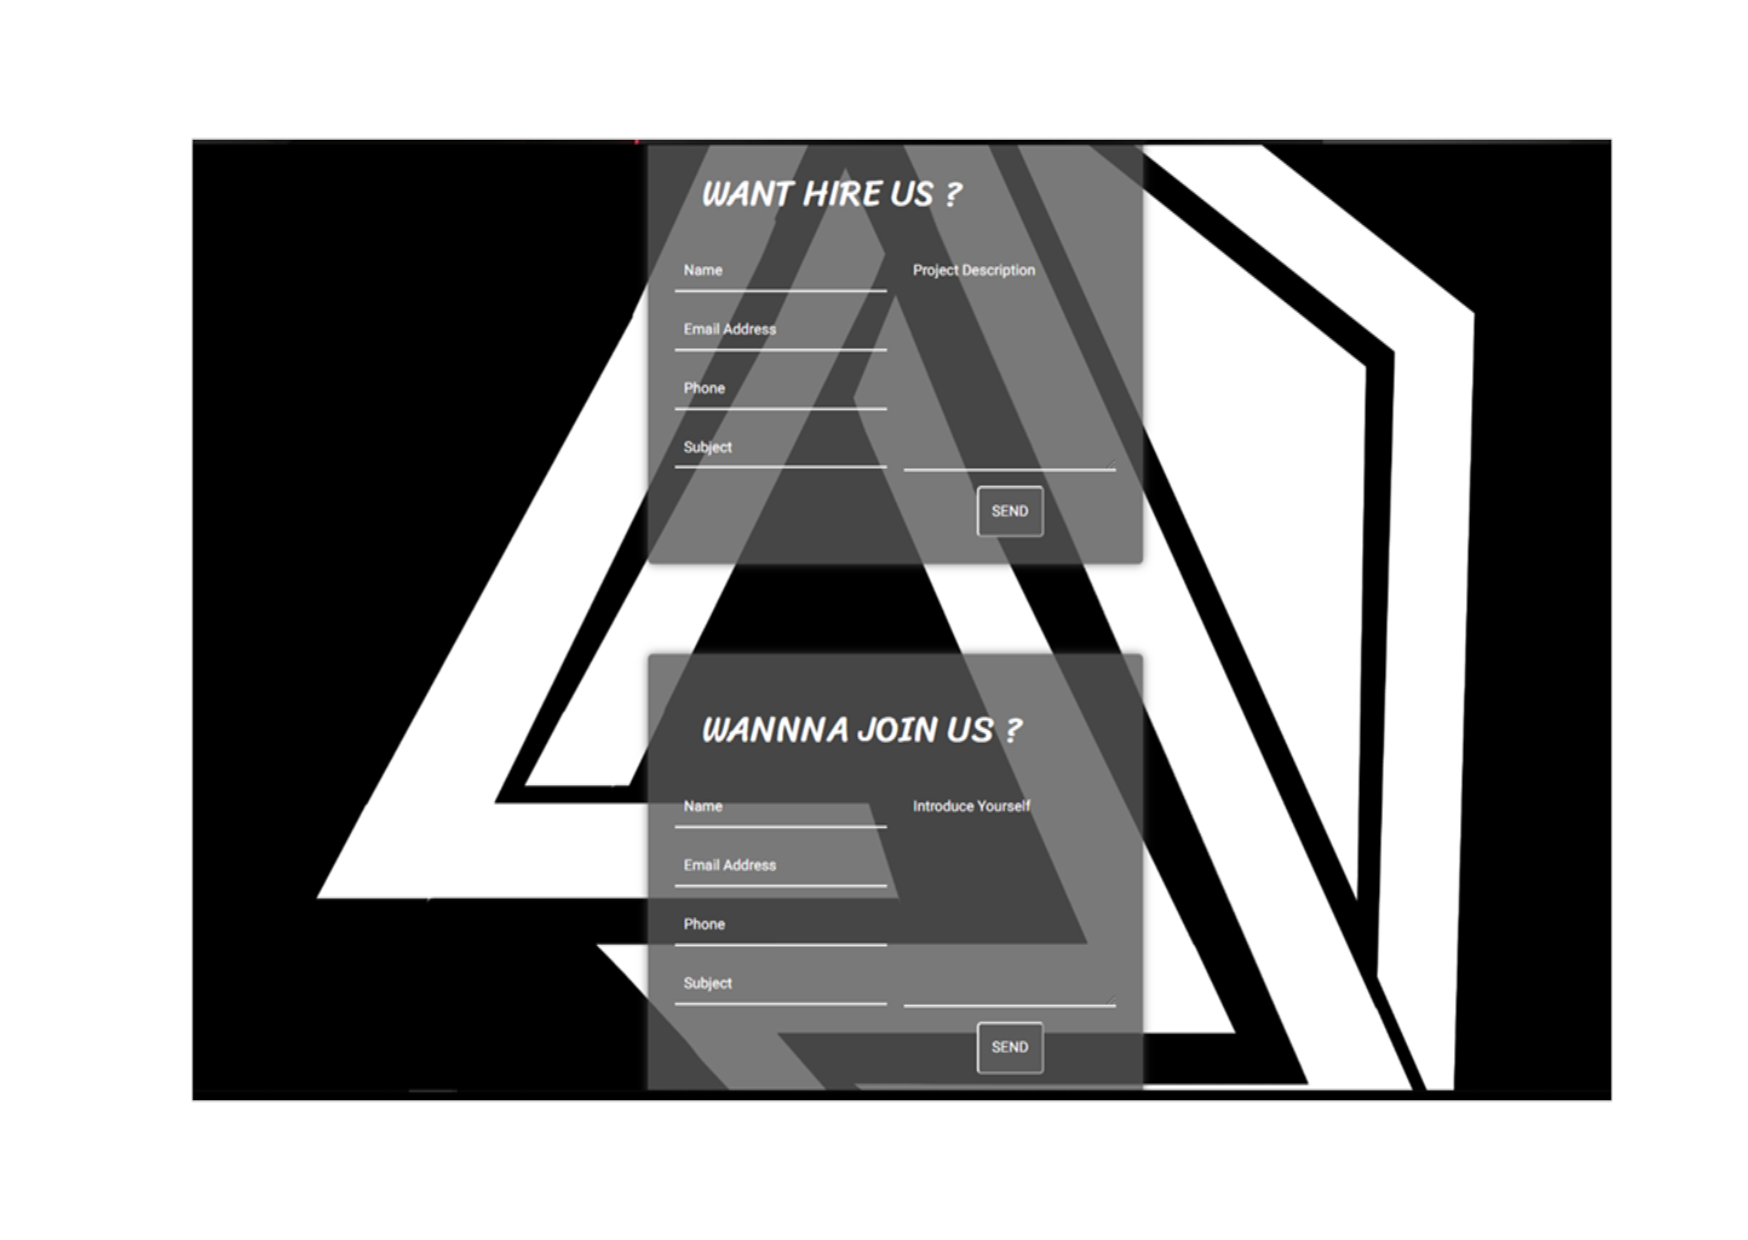 WANT HIRE US ?
Name
Project Description
Email Address
Phone
Subject
SEND
WANNNA JOIN US ?
Name
Introduce Yourself
Email Address
Phone
Subject
SEND